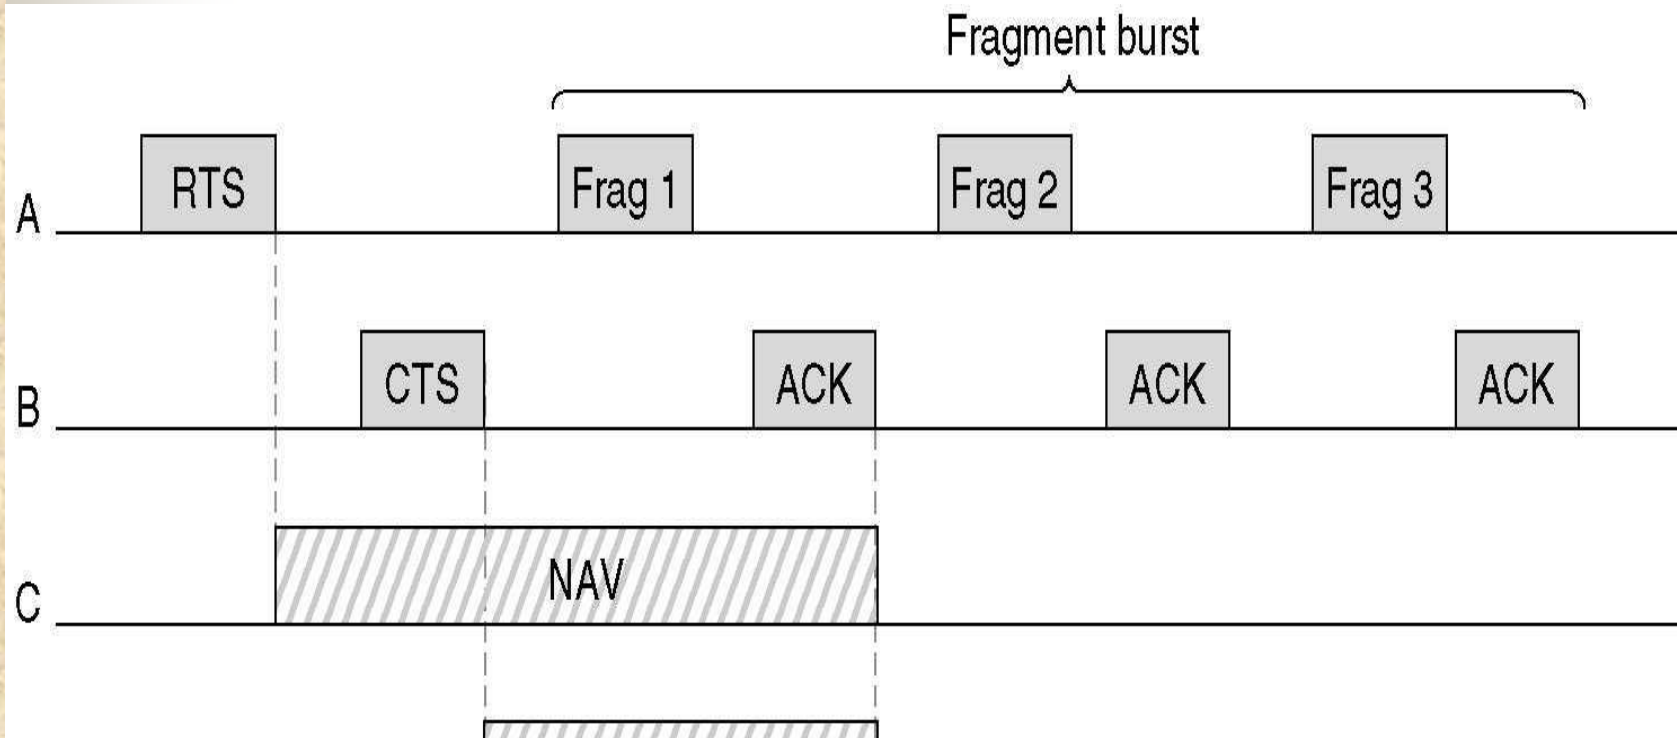 Fragment burst
RTS
Frag 1
Frag 2
Frag 3
A
CTS
ACK
ACK
ACK
B
NAV
C